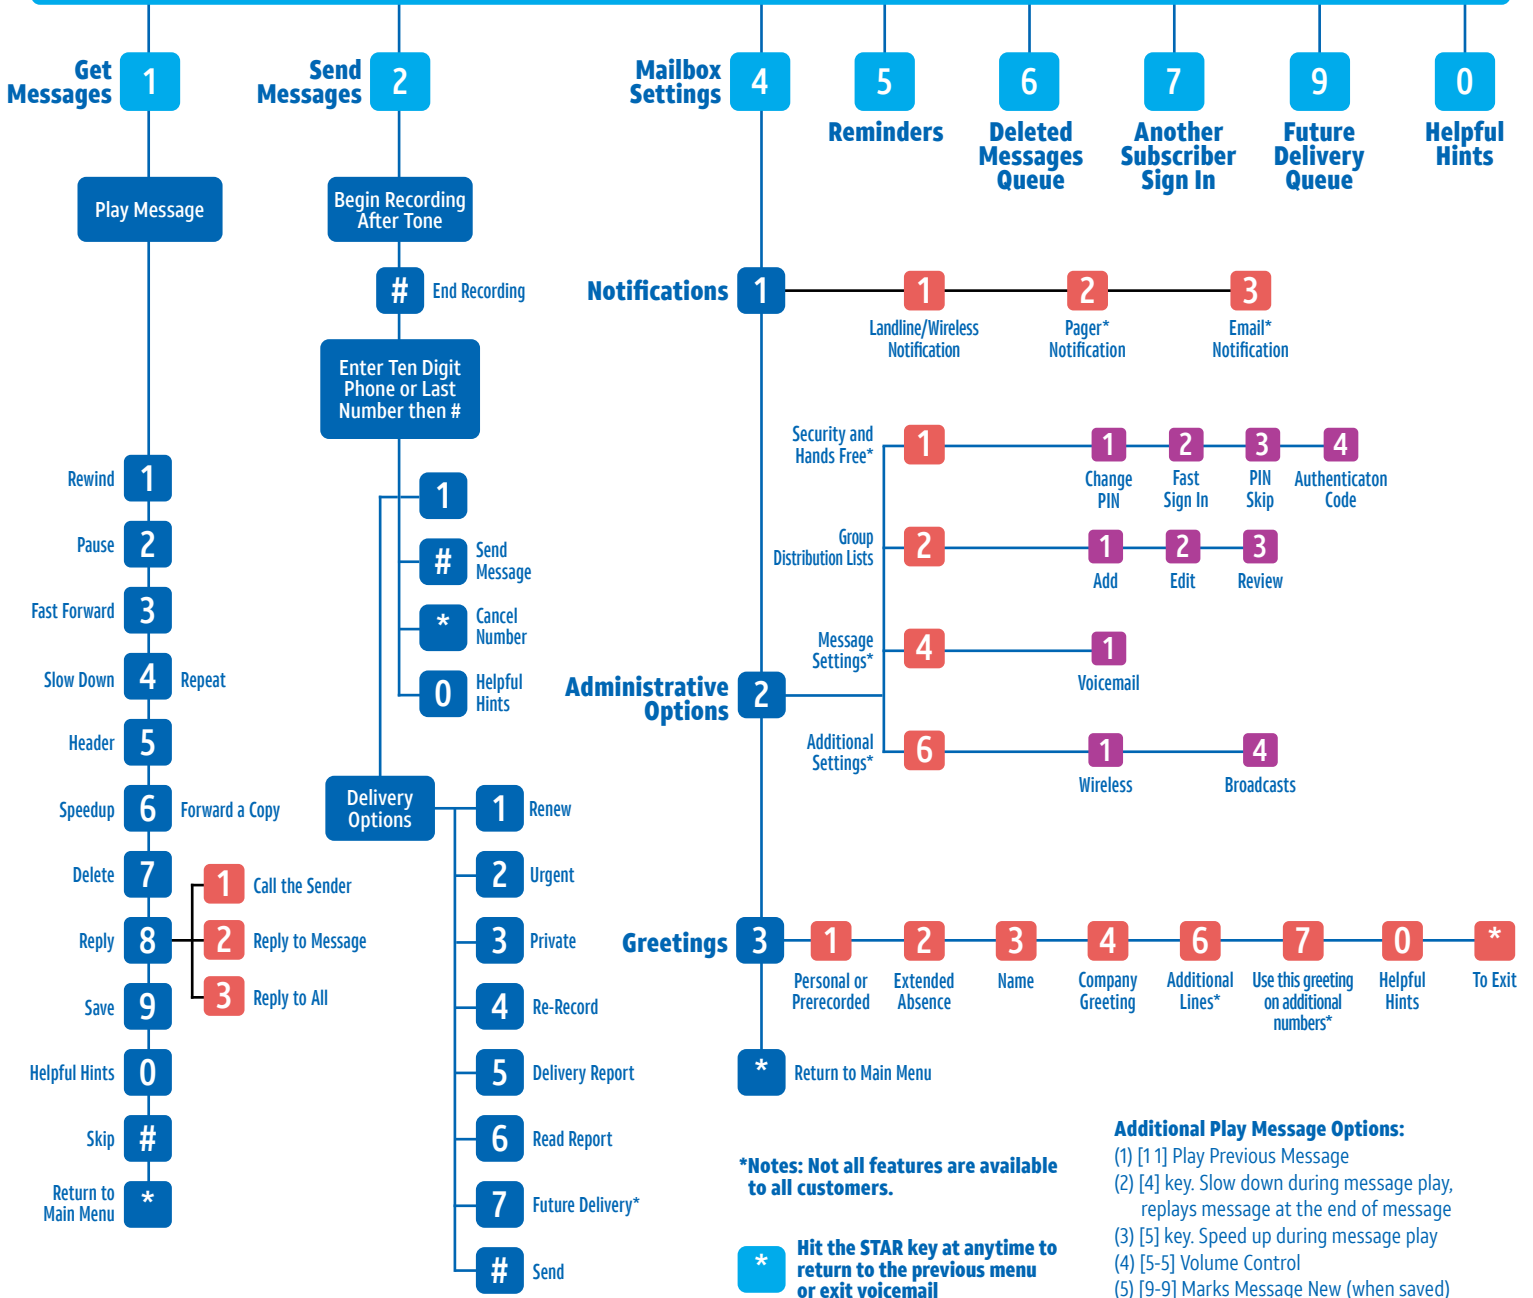 Get
Messages
1
Send
Messages
2
Mailbox
Settings
4
5
Reminders
6
Deleted
Messages
Queue
7
Another
Subscriber
Sign In
9
Future
Delivery
Queue
0
Helpful
Hints
Play Message
Rewind
1
Pause
2
Fast Forward
3
Slow Down
4
Repeat
Header
5
Speedup
6
Forward a Copy
Delete
7
Reply
8
1
Call the Sender
2
Reply to Message
3
Reply to All
Save
9
Helpful Hints
0
Skip
#
Return to
Main Menu
*
Begin Recording
After Tone
#
End Recording
Enter Ten Digit
Phone or Last
Number then #
1
#
Send
Message
*
Cancel
Number
0
Helpful
Hints
Delivery
Options
1
Renew
2
Urgent
3
Private
4
Re-Record
5
Delivery Report
6
Read Report
7
Future Delivery*
#
Send
Notifications
1
1
Landline/Wireless
Notification
2
Pager*
Notification
3
Email*
Notification
Administrative
Options
2
Security and
Hands Free*
1
1
Change
PIN
2
Fast
Sign In
3
PIN
Skip
4
Authenticaton
Code
Group
Distribution Lists
2
1
Add
2
Edit
3
Review
Message
Settings*
4
1
Voicemail
Additional
Settings*
6
1
Wireless
4
Broadcasts
Greetings
3
1
Personal or
Prerecorded
2
Extended
Absence
3
Name
4
Company
Greeting
6
Additional
Lines*
7
Use this greeting
on additional
numbers*
0
Helpful
Hints
*
To Exit
*
Return to Main Menu
*Notes: Not all features are available
to all customers.
*
Hit the STAR key at anytime to
return to the previous menu
or exit voicemail
Additional Play Message Options:
(1) [1 1] Play Previous Message
(2) [4] key. Slow down during message play,
replays message at the end of message
(3) [5] key. Speed up during message play
(4) [5-5] Volume Control
(5) [9-9] Marks Message New (when saved)